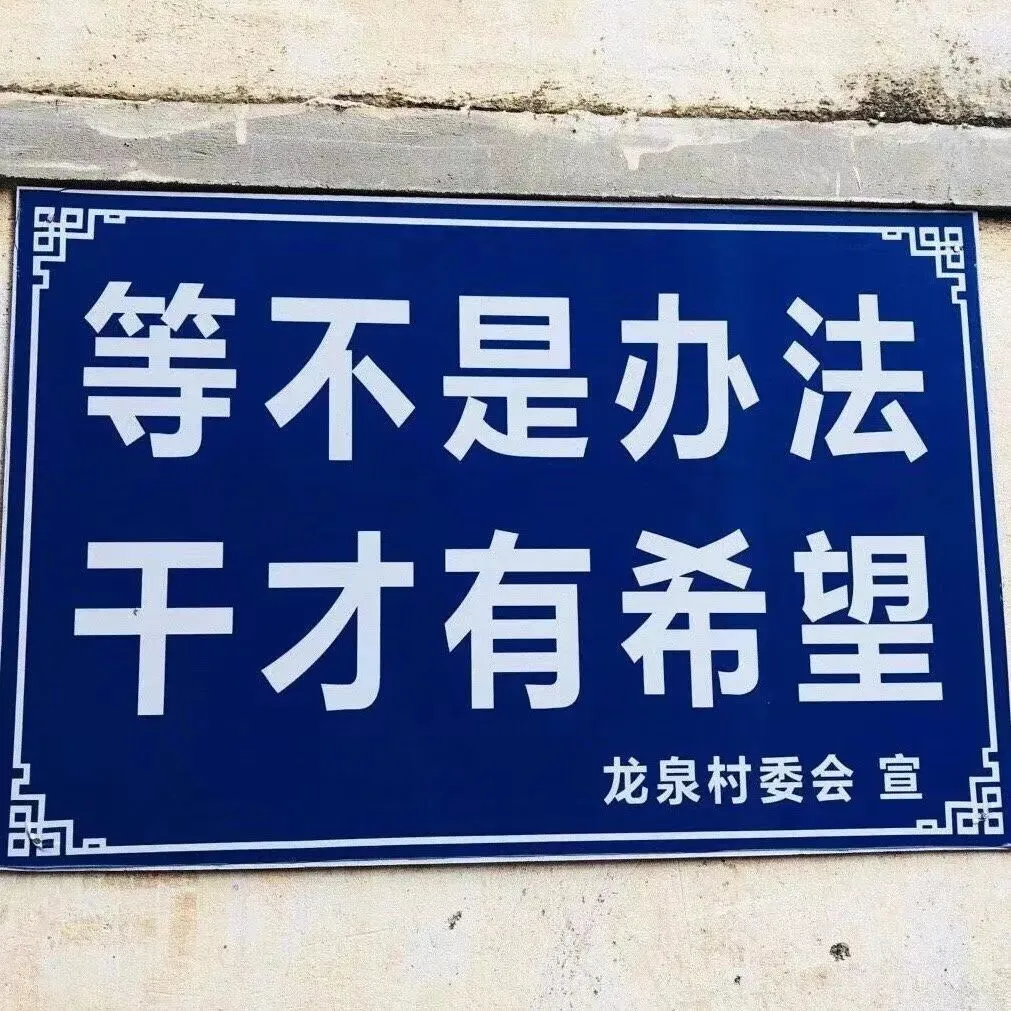 等不是办法
干才有希望
龙泉村委会 宣